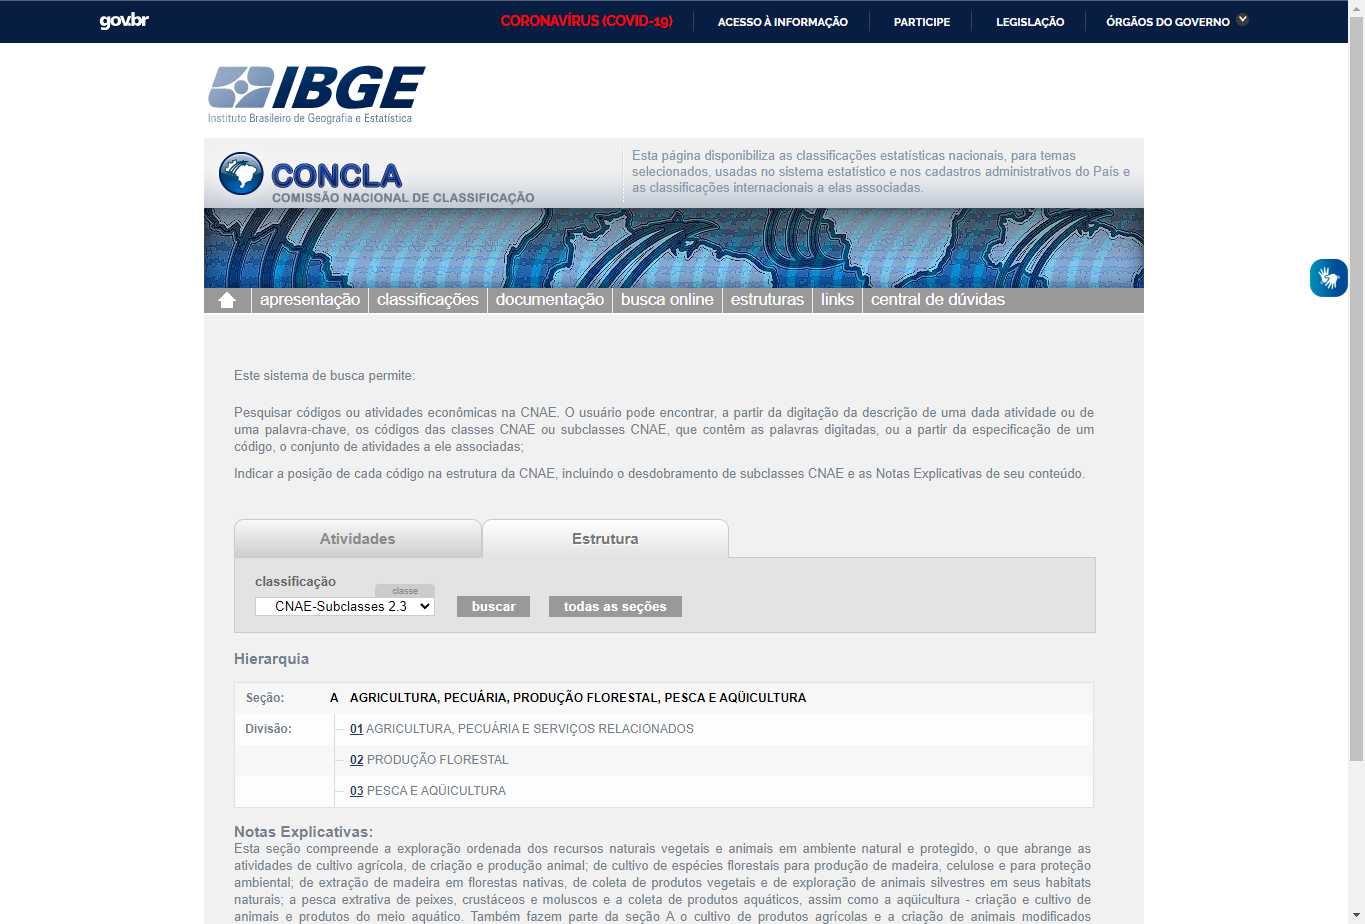 gov.br CORONAVÍRUS (COVID-19) ACESSO À INFORMAÇÃO PARTICIPE LEGISLAÇÃO ÓRGÃOS DO GOVERNO
IBGE
Instituto Brasileiro de Geografia e Estatística
CONCLA
COMISSÃO NACIONAL DE CLASSIFICAÇÃO
Esta página disponibiliza as classificações estatísticas nacionais, para temas
selecionados, usadas no sistema estatístico e nos cadastros administrativos do País e
as classificações internacionais a elas associadas.
apresentação classificações documentação busca online estruturas links central de dúvidas
Este sistema de busca permite:
Pesquisar códigos ou atividades econômicas na CNAE. O usuário pode encontrar, a partir da digitação da descrição de uma dada atividade ou de
uma palavra-chave, os códigos das classes CNAE ou subclasses CNAE, que contêm as palavras digitadas, ou a partir da especificação de um
código, o conjunto de atividades a ele associadas;
Indicar a posição de cada código na estrutura da CNAE, incluindo o desdobramento de subclasses CNAE e as Notas Explicativas de seu conteúdo.
Atividades Estrutura
classificação
classe
CNAE-Subclasses 2.3 buscar todas as seções
Hierarquia
Seção: A AGRICULTURA, PECUÁRIA, PRODUÇÃO FLORESTAL, PESCA E AQÜICULTURA
Divisão: 01 AGRICULTURA, PECUÁRIA E SERVIÇOS RELACIONADOS
02 PRODUÇÃO FLORESTAL
03 PESCA E AQÜICULTURA
Notas Explicativas:
Esta seção compreende a exploração ordenada dos recursos naturais vegetais e animais em ambiente natural e protegido, o que abrange as
atividades de cultivo agrícola, de criação e produção animal; de cultivo de espécies florestais para produção de madeira, celulose e para proteção
ambiental; de extração de madeira em florestas nativas, de coleta de produtos vegetais e de exploração de animais silvestres em seus habitats
naturais; a pesca extrativa de peixes, crustáceos e moluscos e a coleta de produtos aquáticos, assim como a aqüicultura - criação e cultivo de
animais e produtos do meio aquático. Também fazem parte da seção A o cultivo de produtos agrícolas e a criação de animais modificados